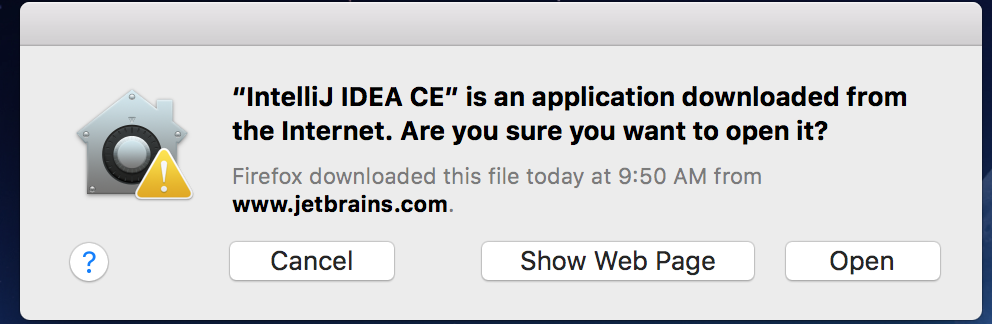 “IntelliJ IDEA CE” is an application downloaded from
the Internet. Are you sure you want to open it?
Firefox downloaded this file today at 9:50 AM from
www.jetbrains.com.
?
Cancel
Show Web Page
Open